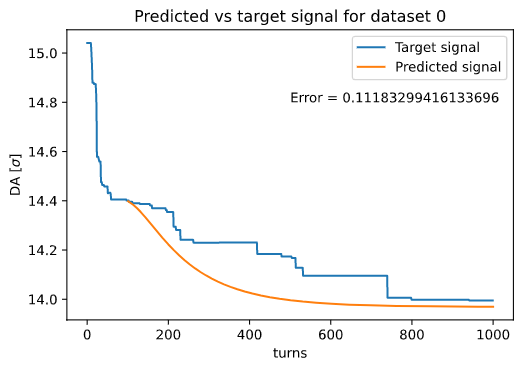 Predicted vs target signal for dataset 0
Target signal
Predicted signal
Error = 0.11183299416133696
DA [σ]
15.0
14.8
14.6
14.4
14.2
14.0
0 200 400 600 800 1000
turns